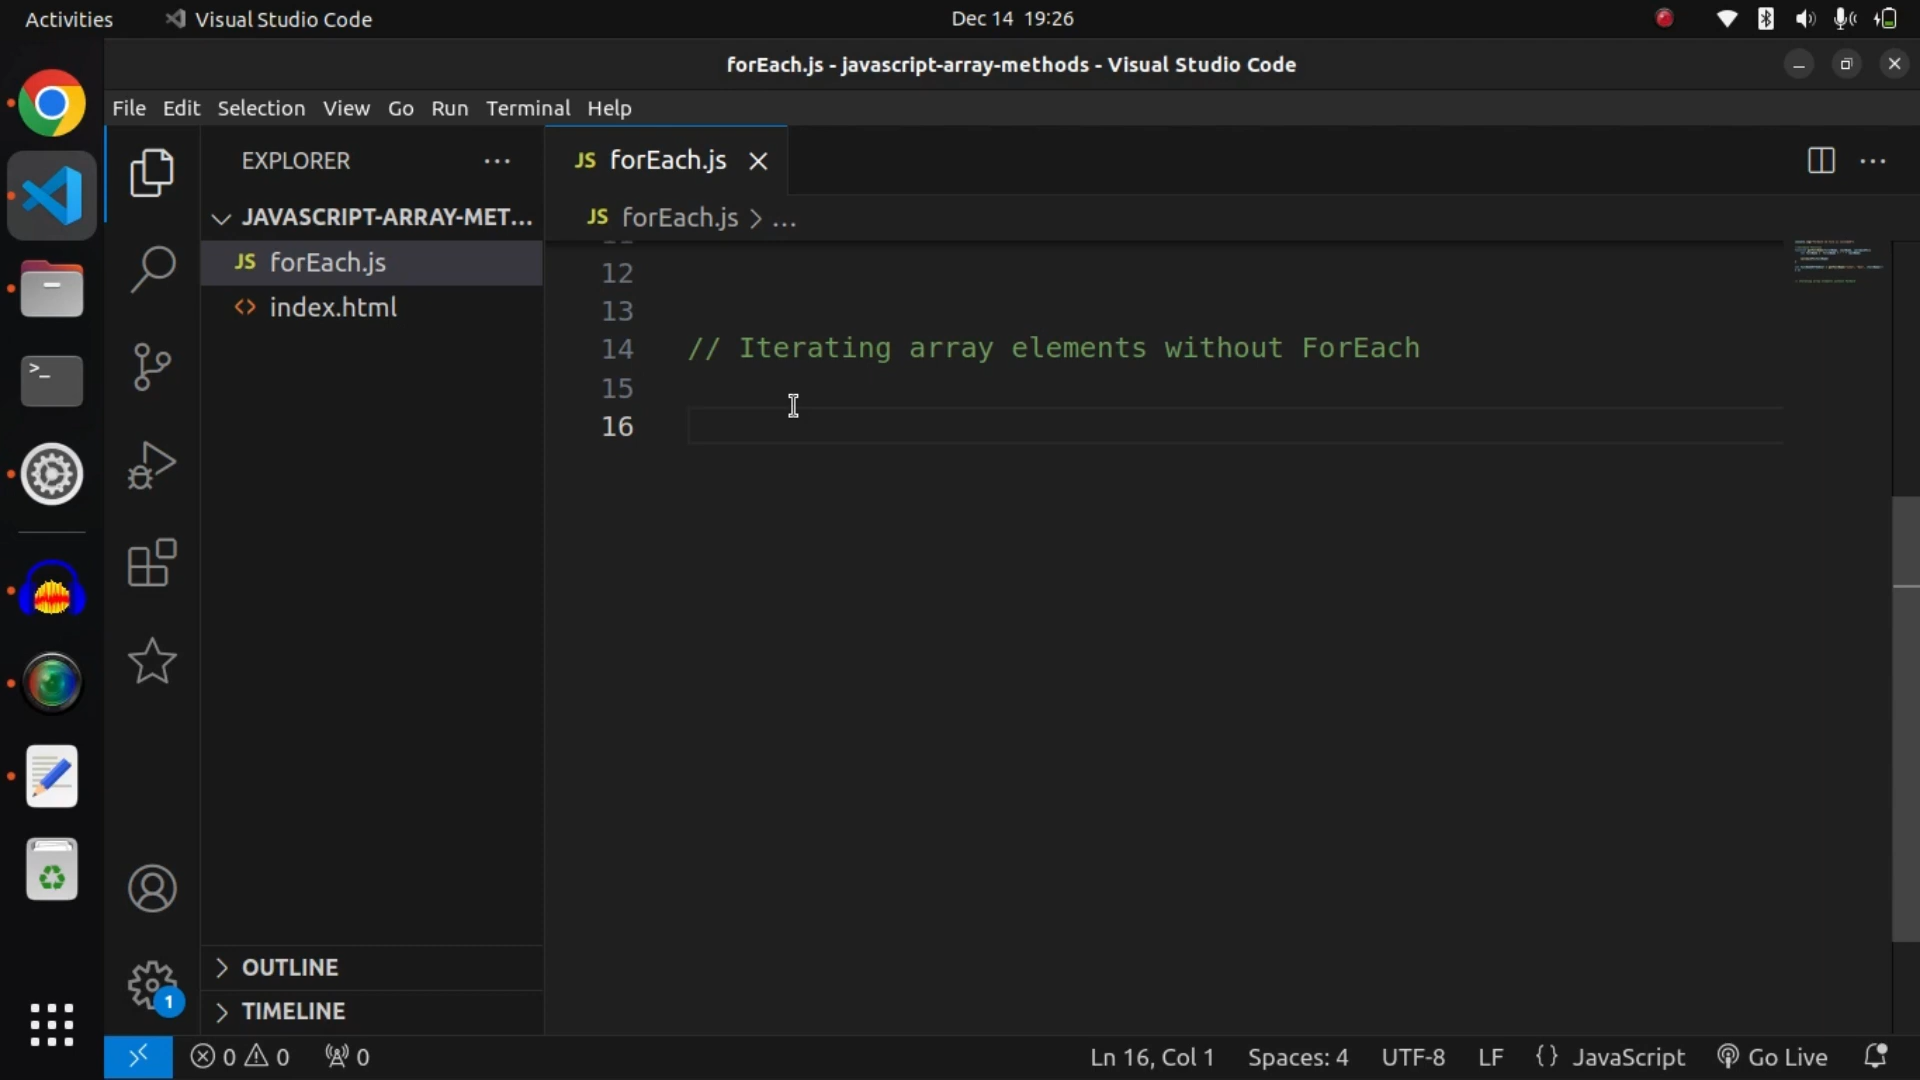 Activities
Visual Studio Code
Dec 14 19:26
forEach.js - javascript-array-methods - Visual Studio Code
File Edit Selection View Go Run Terminal Help
EXPLORER
JS forEach.js
JAVASCRIPT-ARRAY-MET...
JS forEach.js > ...
JS forEach.js
<> index.html
12
13
14 // Iterating array elements without ForEach
15
16
OUTLINE
TIMELINE
1
0 0 0
Ln 16, Col 1 Spaces: 4 UTF-8 LF {} JavaScript Go Live